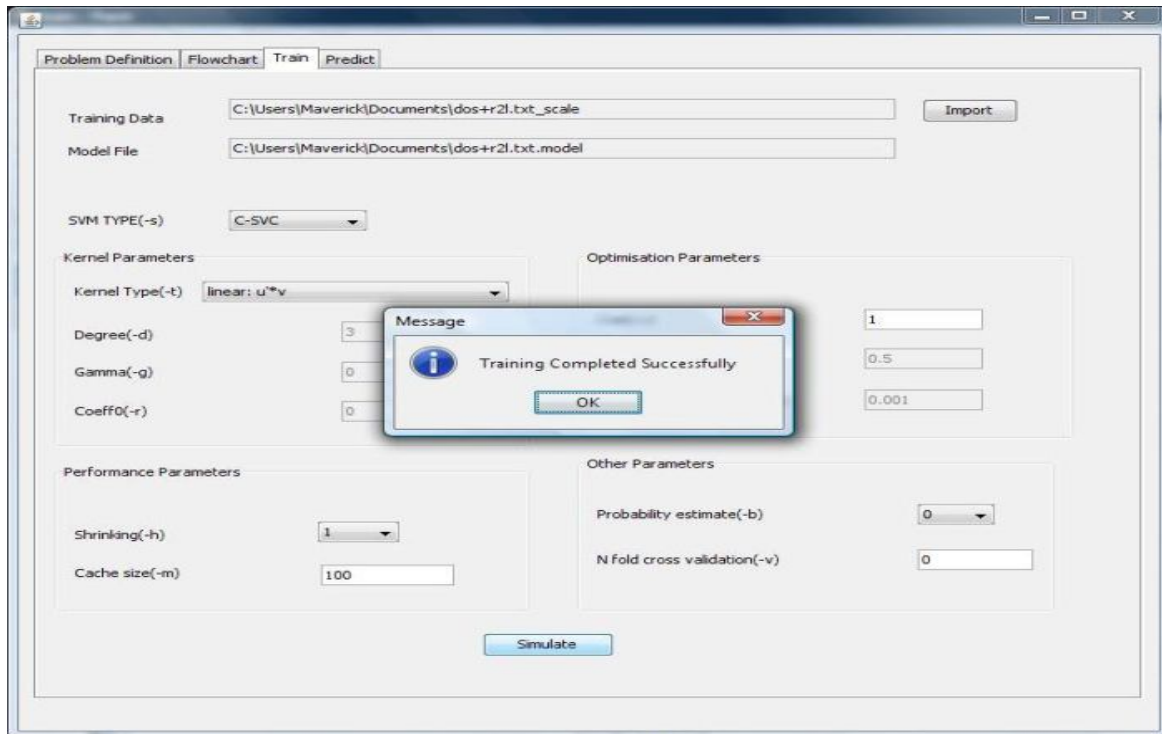 Problem Definition Flowchart Train Predict
Training Data C:\Users\Maverick\Documents\dos+r2l.txt_scale Import
Model File C:\Users\Maverick\Documents\dos+r2l.txt.model
SVM TYPE(-s) C-SVC
Kernel Parameters Optimisation Parameters
Kernel Type(-t) linear: u'*v
Message
1
Degree(-d) 3
Training Completed Successfully
0.5
Gamma(-g) 0
OK
0.001
Coeff0(-r) 0
Performance Parameters Other Parameters
Probability estimate(-b) 0
Shrinking(-h) 1
N fold cross validation(-v) 0
Cache size(-m) 100
Simulate